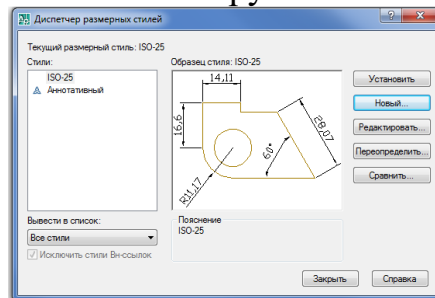 Диспетчер размерных стилей
Текущий размерный стиль: ISO-25
Стили:
ISO-25
Аннотативный
Образец стиля: ISO-25
14,11
16,6
28,07
60°
R11,17
Установить
Новый...
Редактировать...
Переопределить...
Сравнить...
Вывести в список:
Все стили
Исключить стили Вн-ссылок
Пояснение
ISO-25
Закрыть
Справка